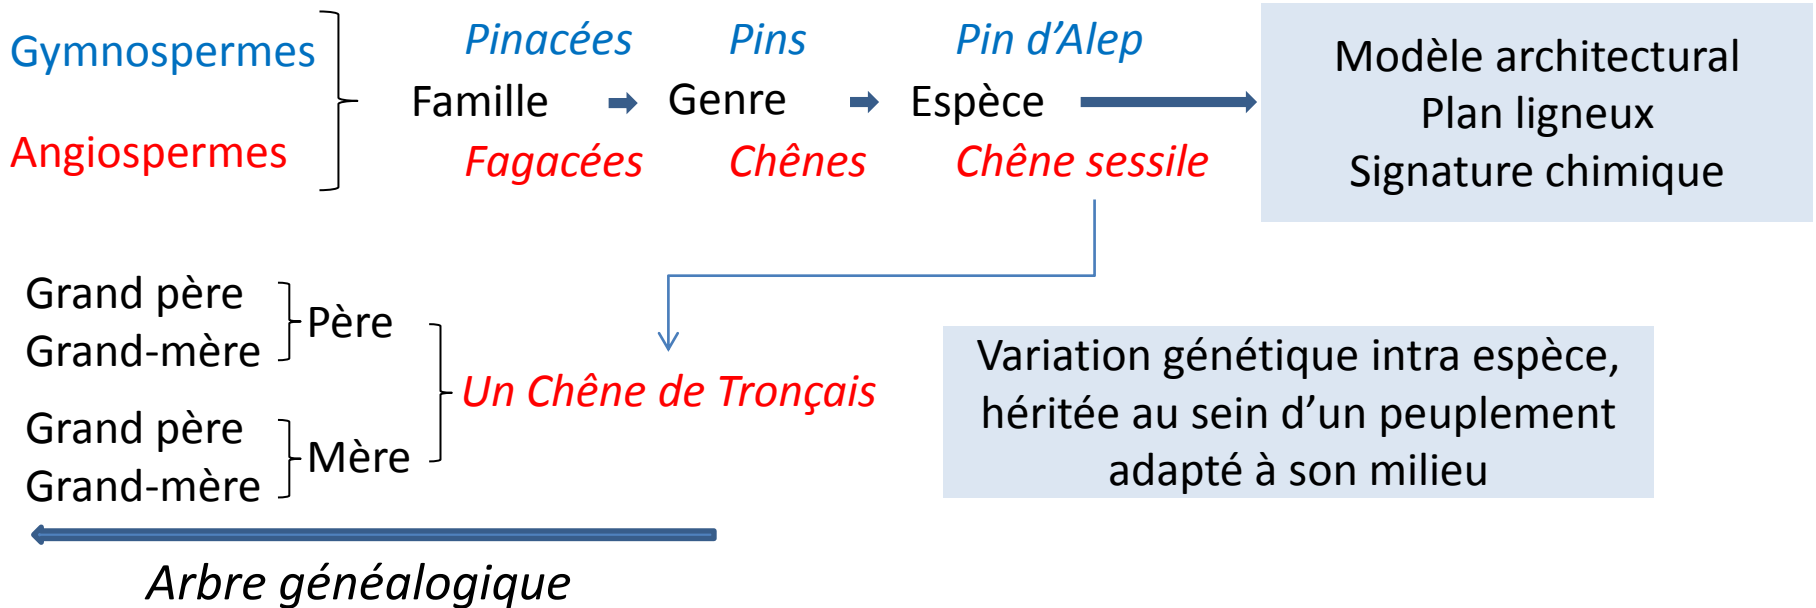 Gymnospermes
Angiospermes
Pinacées Pins Pin d’Alep
Famille Genre Espèce
Fagacées Chênes Chêne sessile
Modèle architectural
Plan ligneux
Signature chimique
Grand père
Grand-mère
Père
Grand père
Grand-mère
Mère
Un Chêne de Tronçais
Variation génétique intra espèce,
héritée au sein d’un peuplement
adapté à son milieu
Arbre généalogique